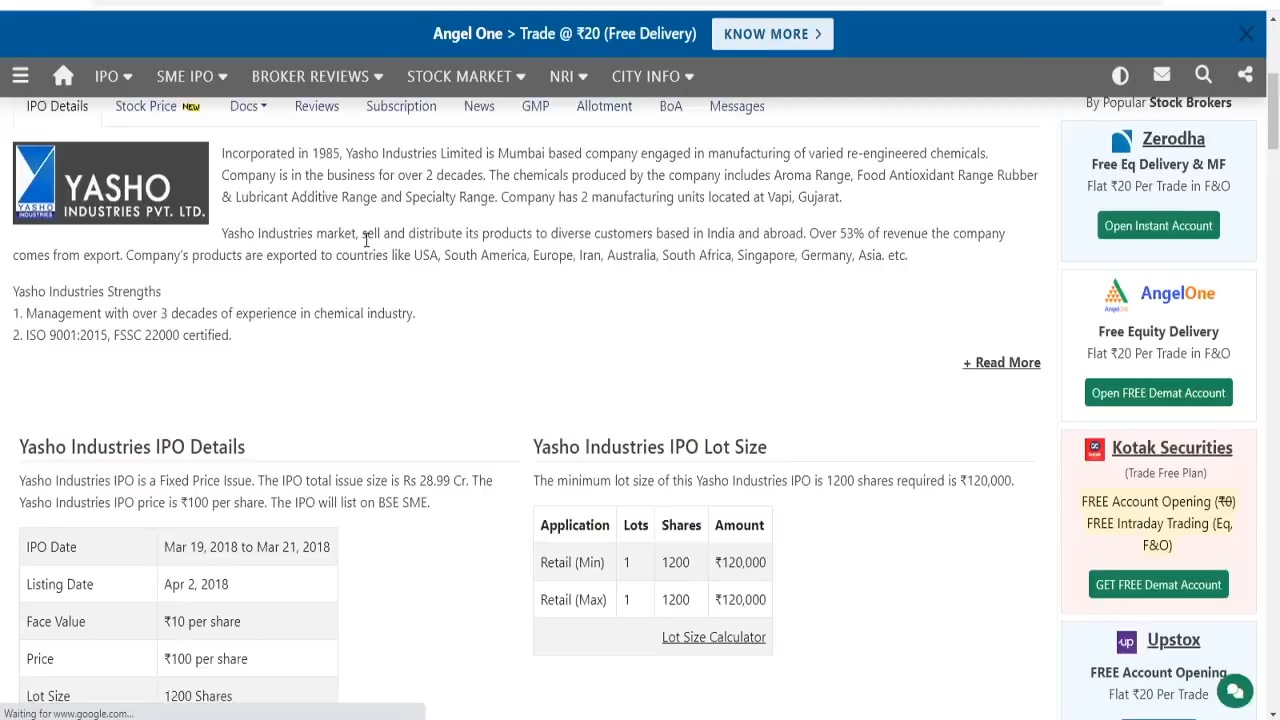 Angel One > Trade @ ₹20 (Free Delivery) KNOW MORE >
IPO SME IPO BROKER REVIEWS STOCK MARKET NRI CITY INFO
IPO Details Stock Price NEW Docs Reviews Subscription News GMP Allotment BoA Messages
YASHO
INDUSTRIES PVT. LTD.
YASHO
INDUSTRIES
Incorporated in 1985, Yasho Industries Limited is Mumbai based company engaged in manufacturing of varied re-engineered chemicals.
Company is in the business for over 2 decades. The chemicals produced by the company includes Aroma Range, Food Antioxidant Range Rubber
& Lubricant Additive Range and Specialty Range. Company has 2 manufacturing units located at Vapi, Gujarat.
Yasho Industries market, sell and distribute its products to diverse customers based in India and abroad. Over 53% of revenue the company
comes from export. Company's products are exported to countries like USA, South America, Europe, Iran, Australia, South Africa, Singapore, Germany, Asia. etc.
Yasho Industries Strengths
1. Management with over 3 decades of experience in chemical industry.
2. ISO 9001:2015, FSSC 22000 certified.
+ Read More
Yasho Industries IPO Details
Yasho Industries IPO is a Fixed Price Issue. The IPO total issue size is Rs 28.99 Cr. The
Yasho Industries IPO price is ₹100 per share. The IPO will list on BSE SME.
IPO Date Mar 19, 2018 to Mar 21, 2018
Listing Date Apr 2, 2018
Face Value ₹10 per share
Price ₹100 per share
Lot Size 1200 Shares
Yasho Industries IPO Lot Size
The minimum lot size of this Yasho Industries IPO is 1200 shares required is ₹120,000.
Application Lots Shares Amount
Retail (Min) 1 1200 ₹120,000
Retail (Max) 1 1200 ₹120,000
Lot Size Calculator
By Popular Stock Brokers
Zerodha
Free Eq Delivery & MF
Flat ₹20 Per Trade in F&O
Open Instant Account
AngelOne
AngelOne
Free Equity Delivery
Flat ₹20 Per Trade in F&O
Open FREE Demat Account
Kotak Securities
(Trade Free Plan)
FREE Account Opening (₹0)
FREE Intraday Trading (Eq,
F&O)
GET FREE Demat Account
up Upstox
FREE Account Opening
Flat ₹20 Per Trade
Waiting for www.google.com...